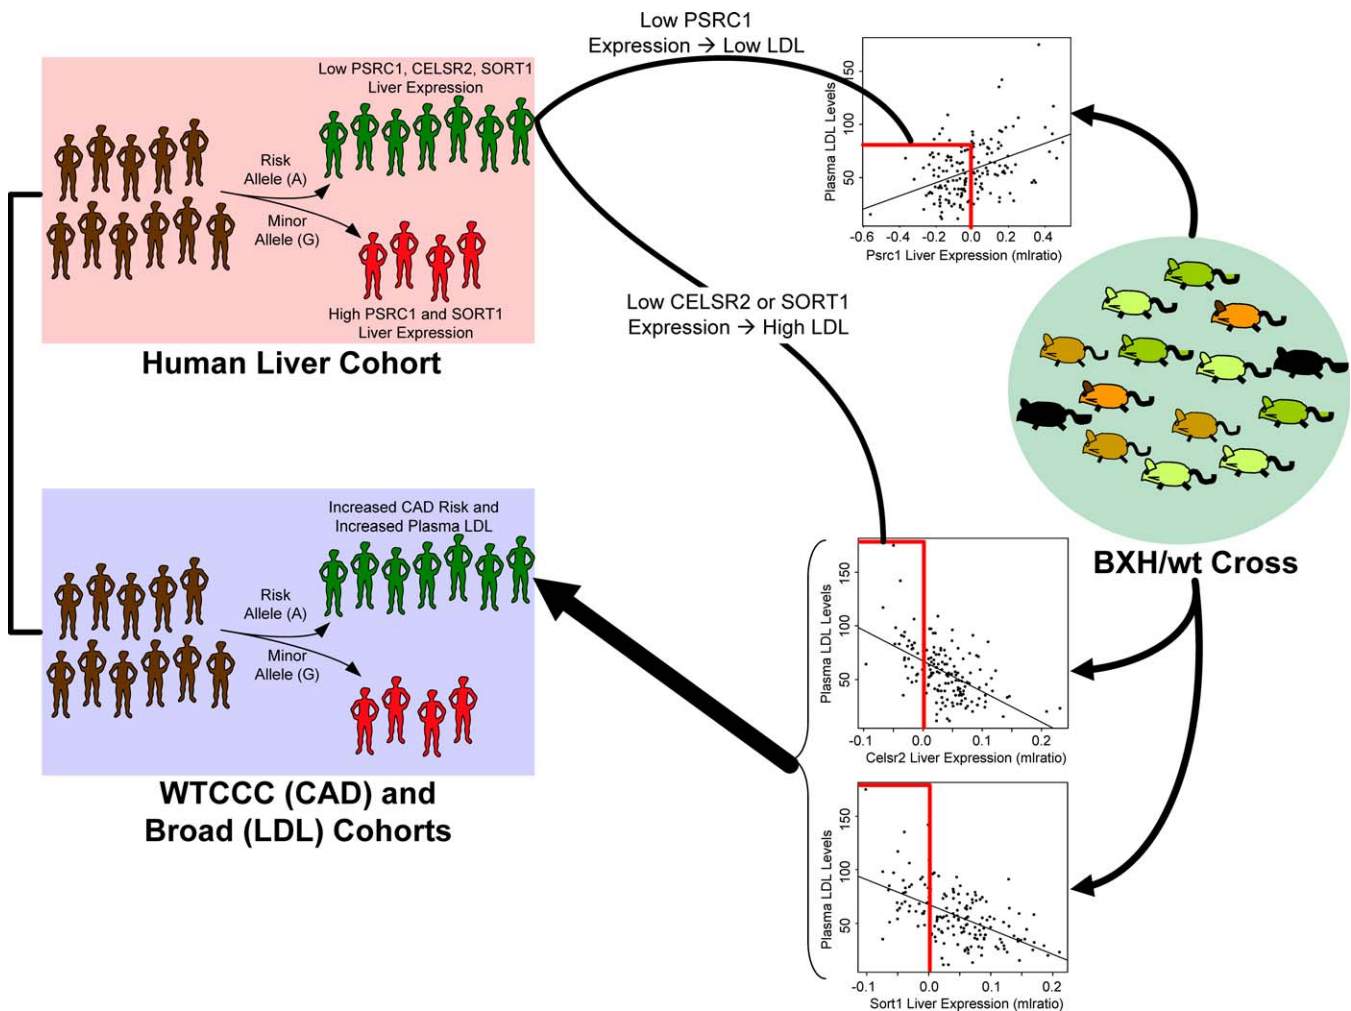 Low PSRC1, CELSR2, SORT1
Liver Expression
Risk
Allele (A)
Minor
Allele (G)
High PSRC1 and SORT1
Liver Expression
Human Liver Cohort
Low PSRC1
Expression → Low LDL
Low CELSR2 or SORT1
Expression → High LDL
Plasma LDL Levels
50
100
150
-0.6
-0.4
-0.2
0.0
0.2
0.4
Psrc1 Liver Expression (mlratio)
BXH/wt Cross
Increased CAD Risk and
Increased Plasma LDL
Risk
Allele (A)
Minor
Allele (G)
WTCCC (CAD) and
Broad (LDL) Cohorts
Plasma LDL Levels
50
100
150
-0.1
0.0
0.1
0.2
Celsr2 Liver Expression (mlratio)
Plasma LDL Levels
50
100
150
-0.1
0.0
0.1
0.2
Sort1 Liver Expression (mlratio)